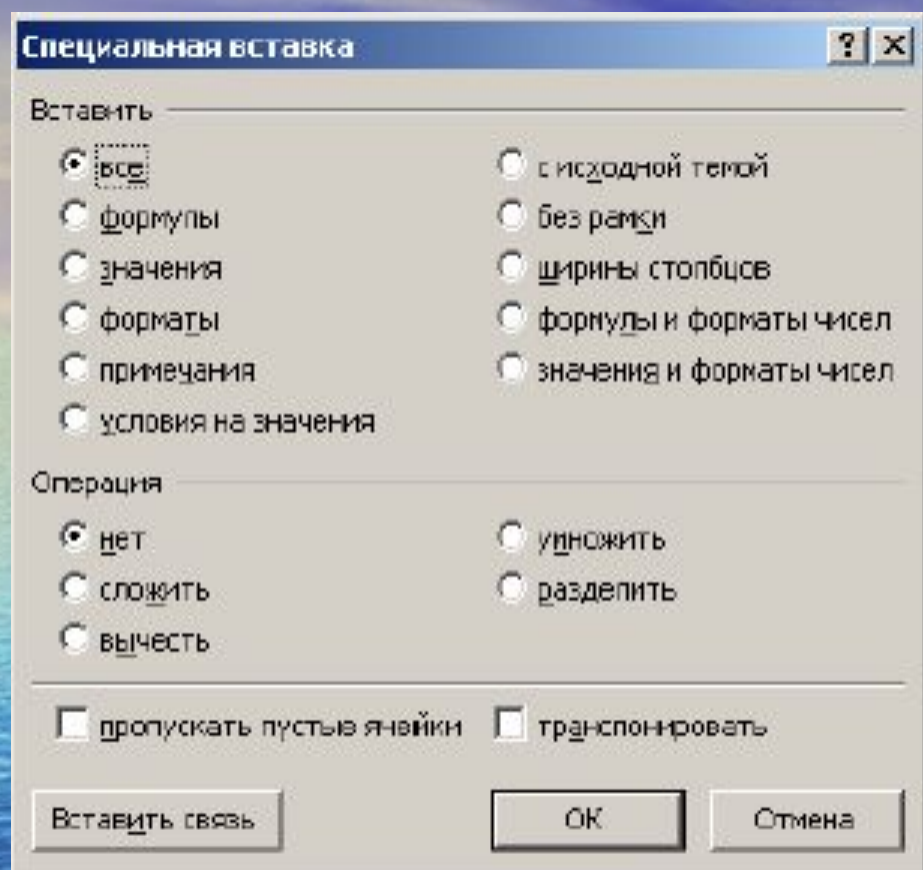 Специальная вставка
Вставить
все
с исходной темой
формулы
без рамки
значения
ширины столбцов
форматы
формулы и форматы чисел
примечания
значения и форматы чисел
условия на значения
Операция
нет
умножить
сложить
разделить
вычесть
пропускать пустые ячейки
транспонировать
Вставить связь
ОК
Отмена